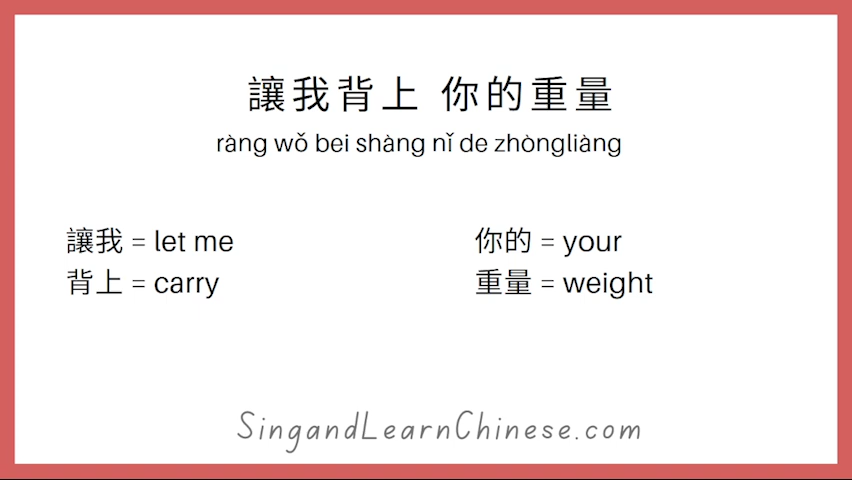 讓我背上 你的重量
ràng wǒ bei shàng nǐ de zhòngliàng
讓我 = let me
背上 = carry
你的 = your
重量 = weight
SingandLearnChinese.com